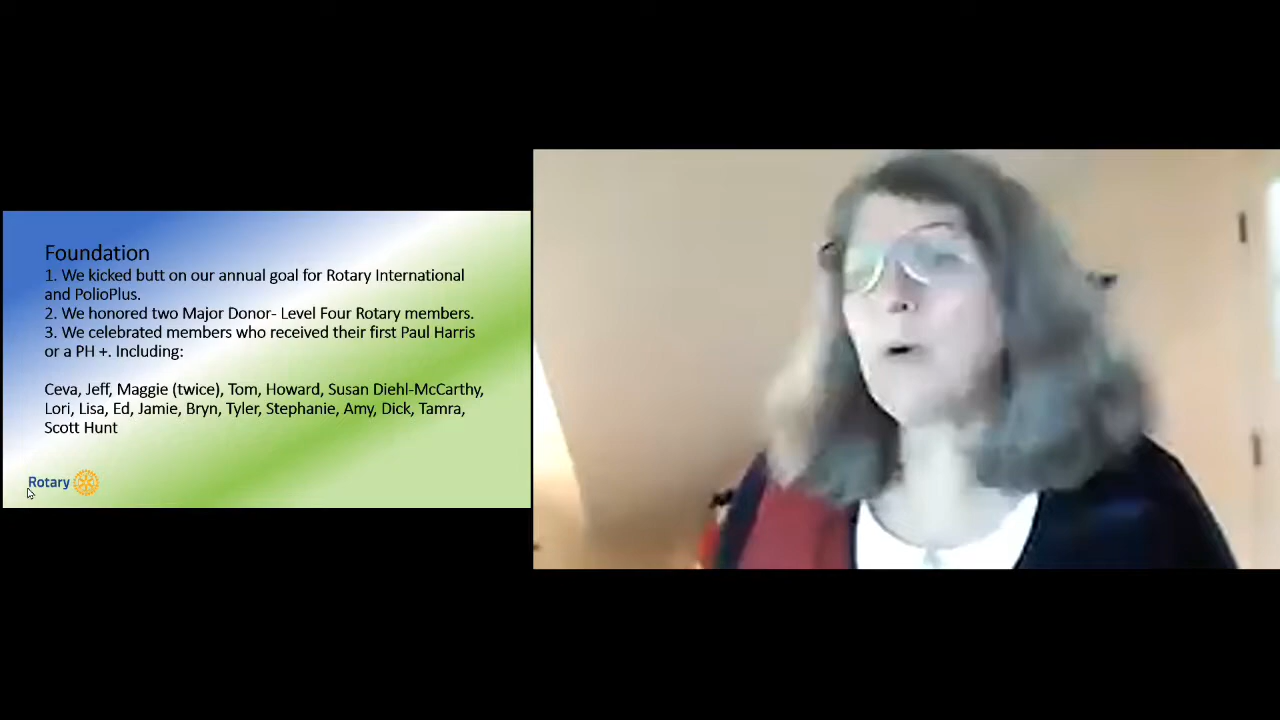 Foundation
1. We kicked butt on our annual goal for Rotary International
and PolioPlus.
2. We honored two Major Donor- Level Four Rotary members.
3. We celebrated members who received their first Paul Harris
or a PH +. Including:
Ceva, Jeff, Maggie (twice), Tom, Howard, Susan Diehl-McCarthy,
Lori, Lisa, Ed, Jamie, Bryn, Tyler, Stephanie, Amy, Dick, Tamra,
Scott Hunt
Rotary